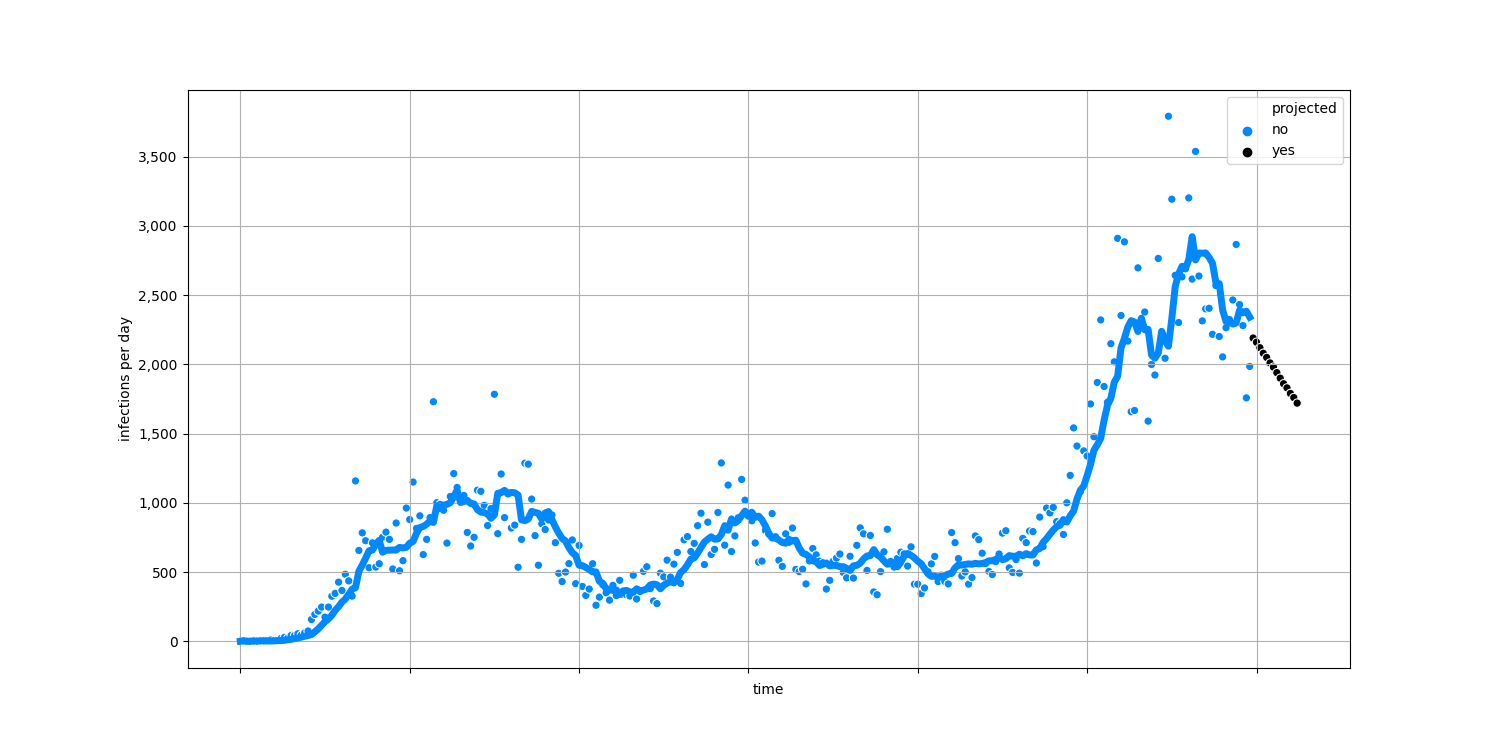 projected
no
yes
3,500
3,000
2,500
2,000
1,500
1,000
500
0
infections per day
time